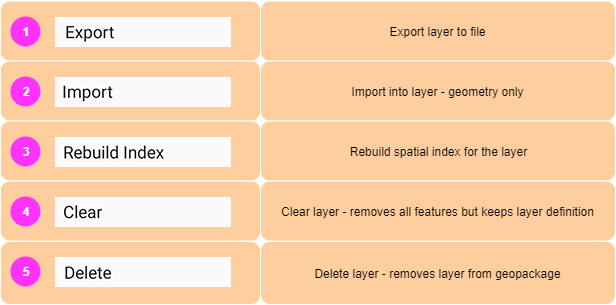 1 Export Export layer to file
2 Import Import into layer - geometry only
3 Rebuild Index Rebuild spatial index for the layer
4 Clear Clear layer - removes all features but keeps layer definition
5 Delete Delete layer - removes layer from geopackage